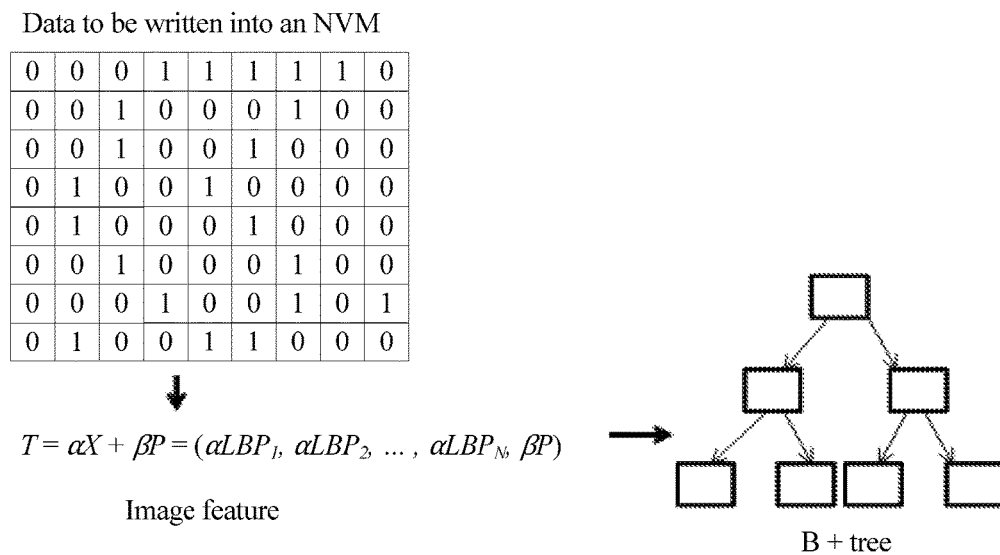 Data to be written into an NVM
0 0 0 1 1 1 1 1 0
0 0 1 0 0 0 1 0 0
0 0 1 0 0 1 0 0 0
0 1 0 0 1 0 0 0 0
0 1 0 0 0 1 0 0 0
0 0 1 0 0 0 1 0 0
0 0 0 1 0 0 1 0 1
0 1 0 0 1 1 0 0 0
T = αX + βP = (αLBP₁, αLBP₂, ... , αLBP_N, βP)
Image feature
B + tree